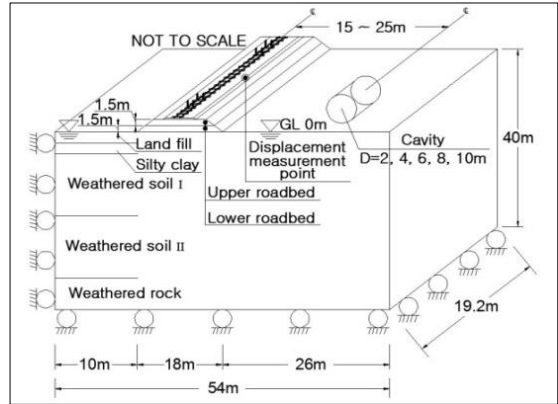 ℄
℄
15 ~ 25m
NOT TO SCALE
1.5m
1.5m
GL 0m
Land fill
Silty clay
Displacement
measurement
point
Cavity
D=2, 4, 6, 8, 10m
40m
Weathered soil I
Upper roadbed
Lower roadbed
Weathered soil II
Weathered rock
19.2m
10m
18m
26m
54m